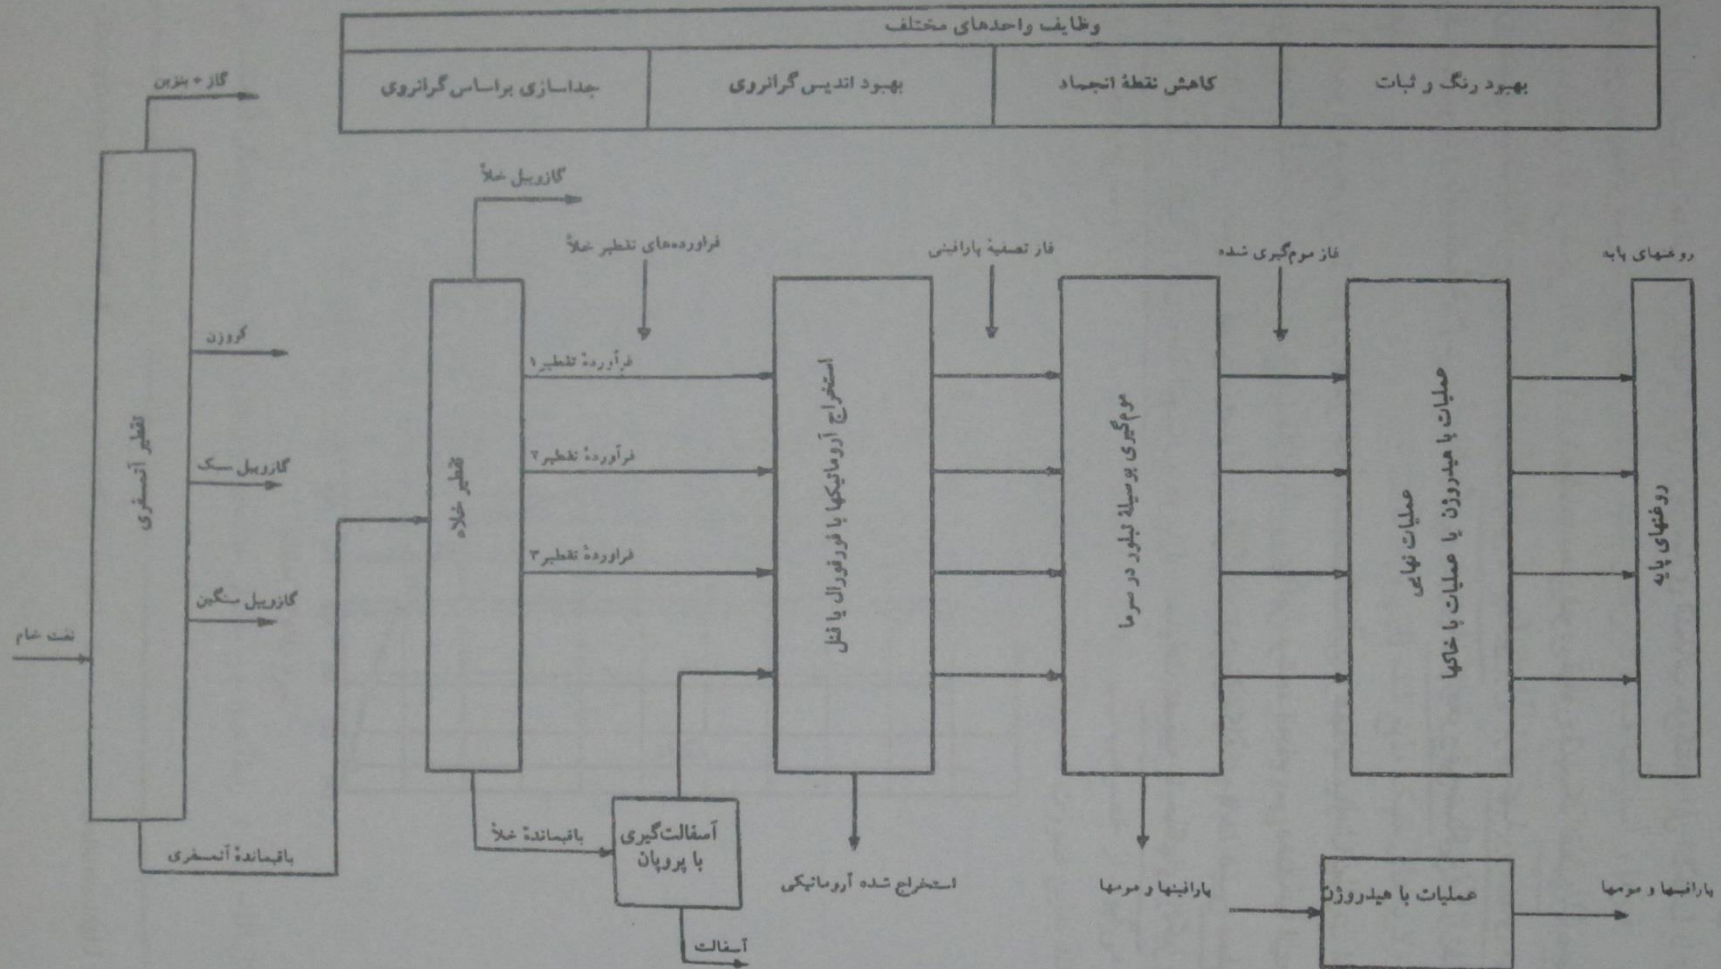 وظایف واحدهای مختلف
بهبود رنگ و ثبات
کاهش نقطهٔ انجماد
بهبود اندیس گرانروی
جداسازی براساس گرانروی
گاز + بنزین
کروزن
گازوییل سبک
گازوییل سنگین
نفت خام
تقطیر اتمسفری
باقیماندهٔ آتمسفری
گازوییل خلأ
تقطیر خلاء
فراورده‌های تقطیر خلأ
فرآوردهٔ تقطیر ۱
فرآوردهٔ تقطیر ۲
فراوردهٔ تقطیر ۳
باقیماندهٔ خلأ
آسفالت‌گیری
با پروپان
آسفالت
استخراج آروماتیکها با فورفورال یا فنل
استخراج شده آروماتیکی
فاز تصفیهٔ پارافینی
موم‌گیری بوسیلهٔ تبلور در سرما
پارافینها و مومها
فاز موم‌گیری شده
عملیات نهایی
عملیات با هیدروژن یا عملیات با خاکها
عملیات با هیدروژن
پارافینها و مومها
روغنهای پایه
روغنهای پایه